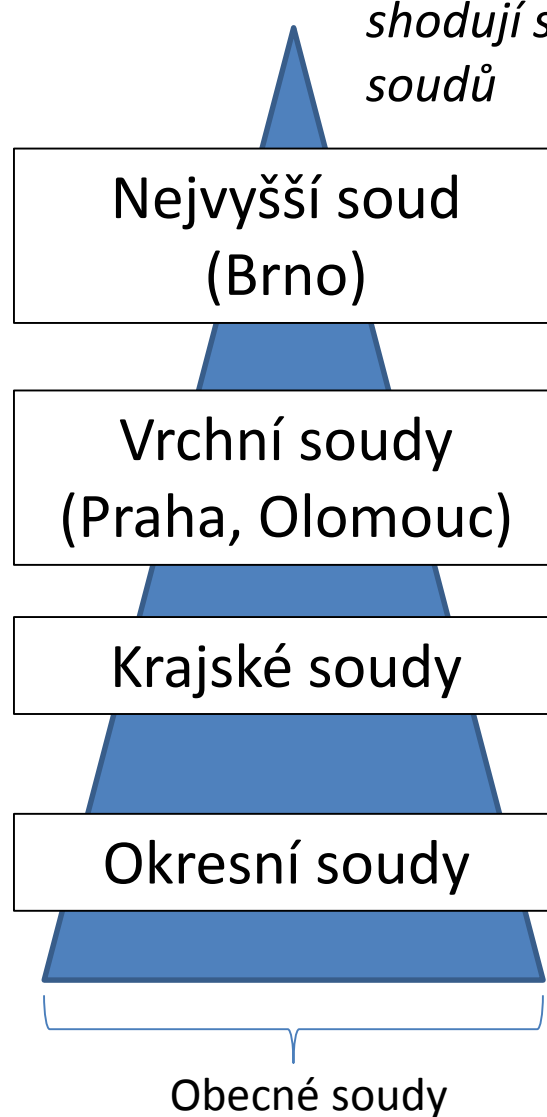 shodují s
soudů
Nejvyšší soud
(Brno)
Vrchní soudy
(Praha, Olomouc)
Krajské soudy
Okresní soudy
Obecné soudy